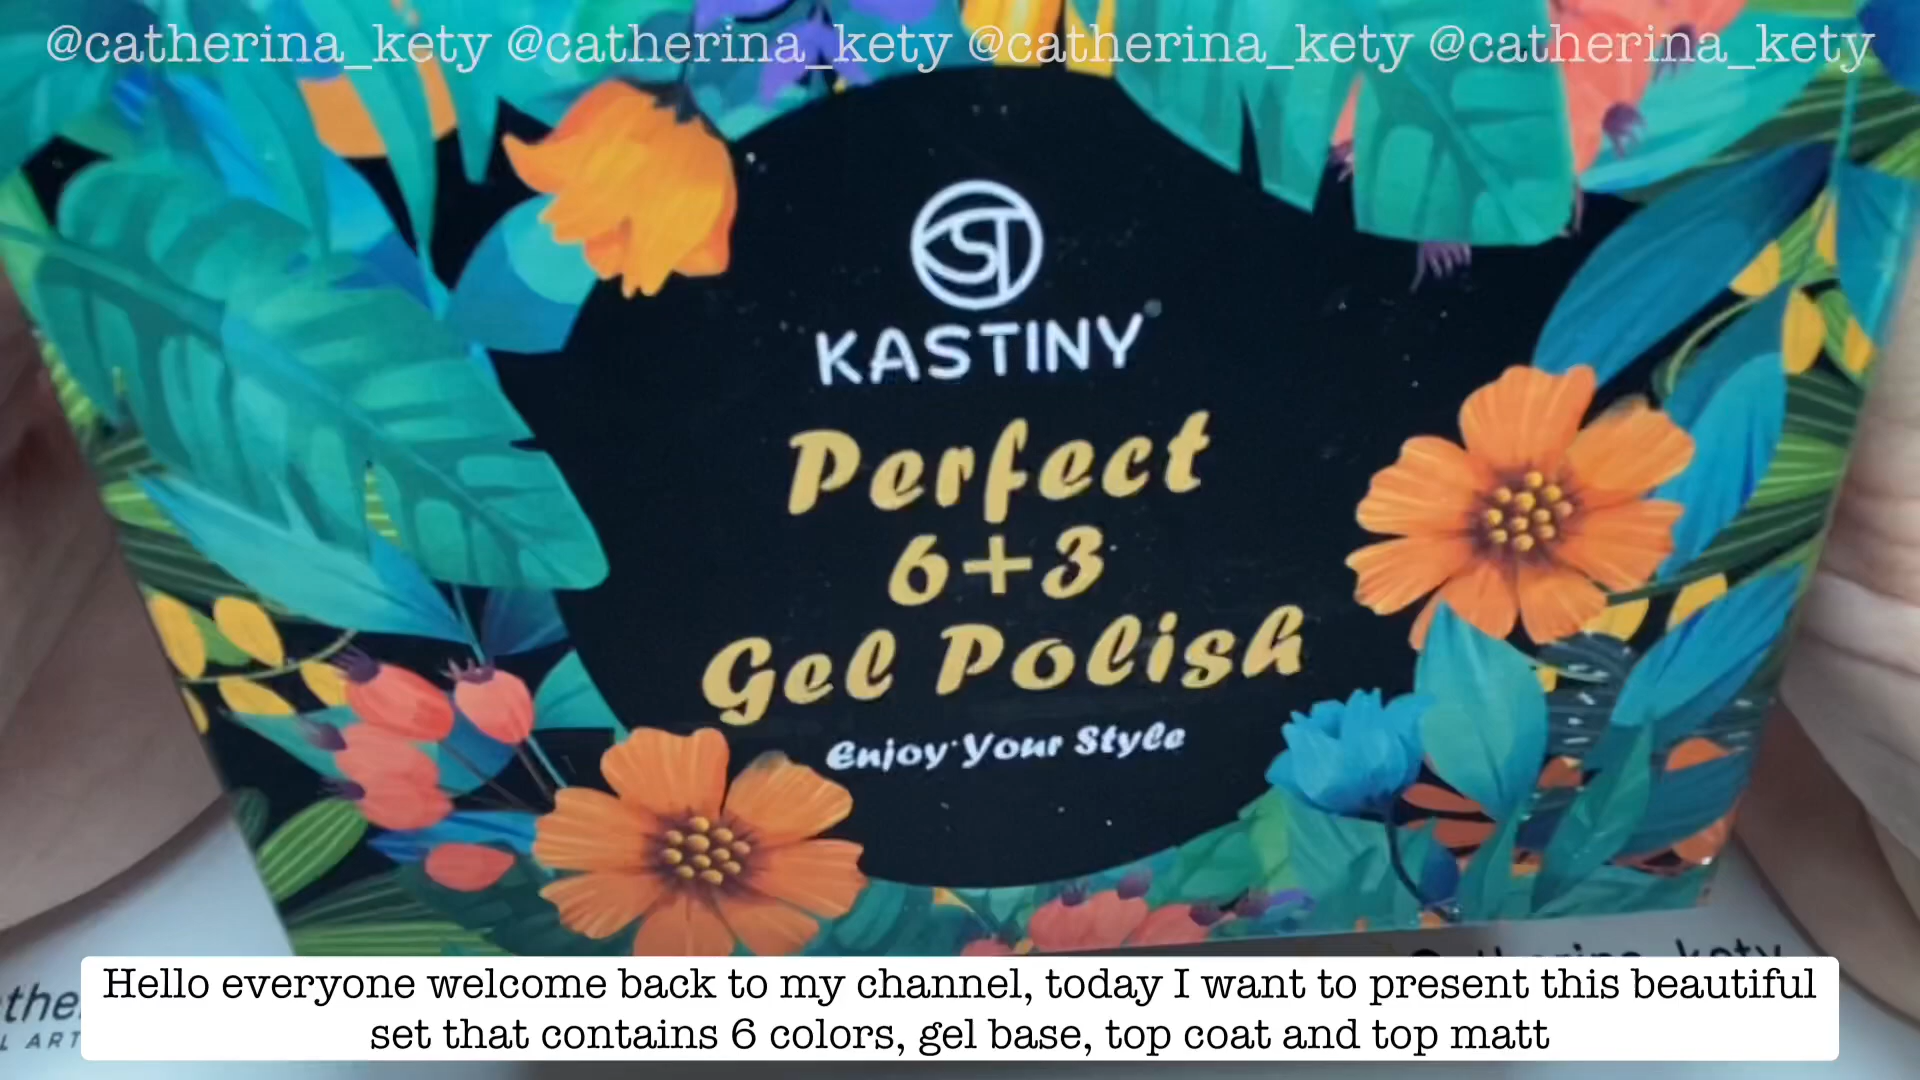 @catherina_kety @catherina_kety @catherina_kety @catherina_kety
ST
KASTINY
Perfect
6+3
Gel Polish
Enjoy Your Style
kety
Hello everyone welcome back to my channel, today I want to present this beautiful
set that contains 6 colors, gel base, top coat and top matt